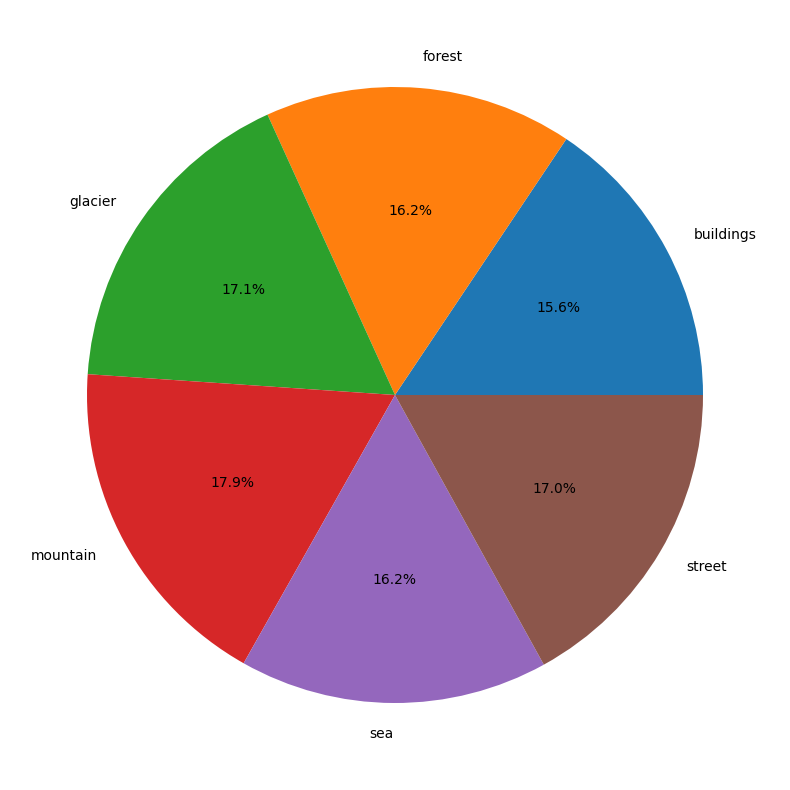 forest
buildings
glacier
16.2%
17.1%
15.6%
17.9%
17.0%
mountain
street
16.2%
sea